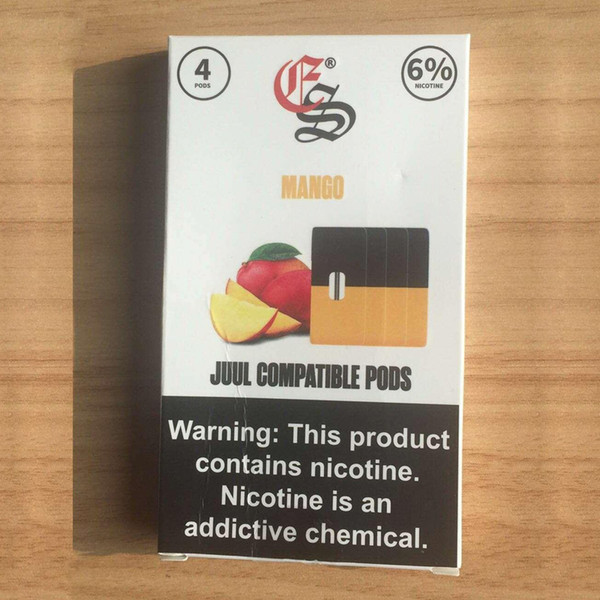 4
PODS
ES®
6%
NICOTINE
MANGO
JUUL COMPATIBLE PODS
Warning: This product
contains nicotine.
Nicotine is an
addictive chemical.